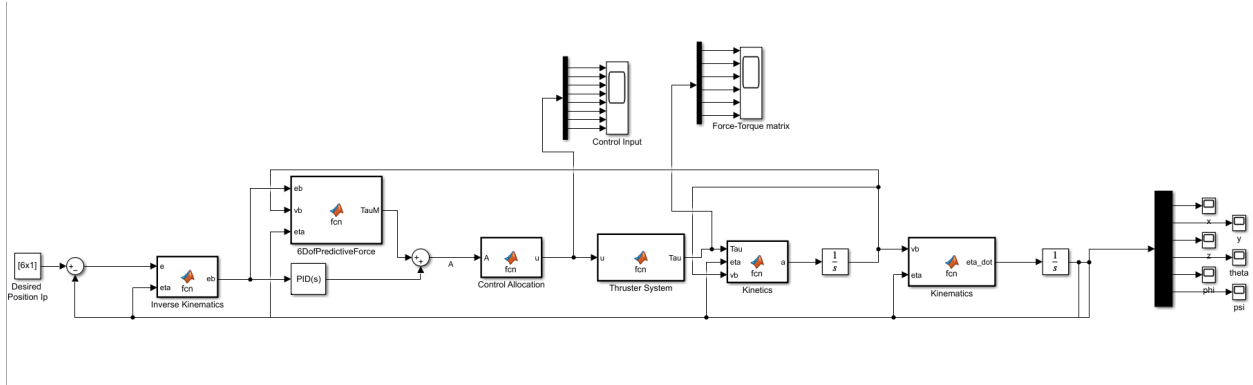 Control Input
Force-Torque matrix
eb
vb
eta
fcn
TauM
6DofPredictiveForce
[6x1]
Desired
Position Ip
+
−
e
eta
fcn
eb
Inverse Kinematics
PID(s)
+
+
A
A
fcn
u
Control Allocation
u
fcn
Tau
Thruster System
Tau
eta
vb
fcn
a
Kinetics
1
s
vb
eta
fcn
eta_dot
Kinematics
1
s
x
y
z
theta
phi
psi